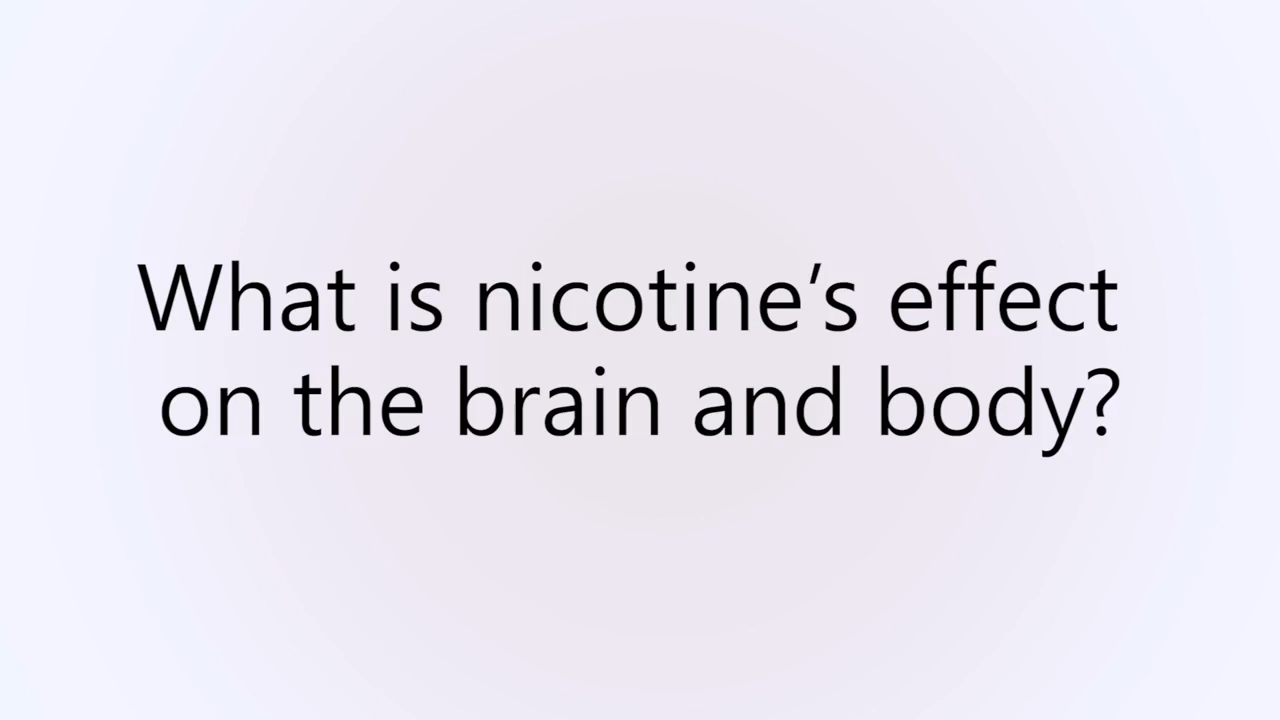 What is nicotine’s effect
on the brain and body?